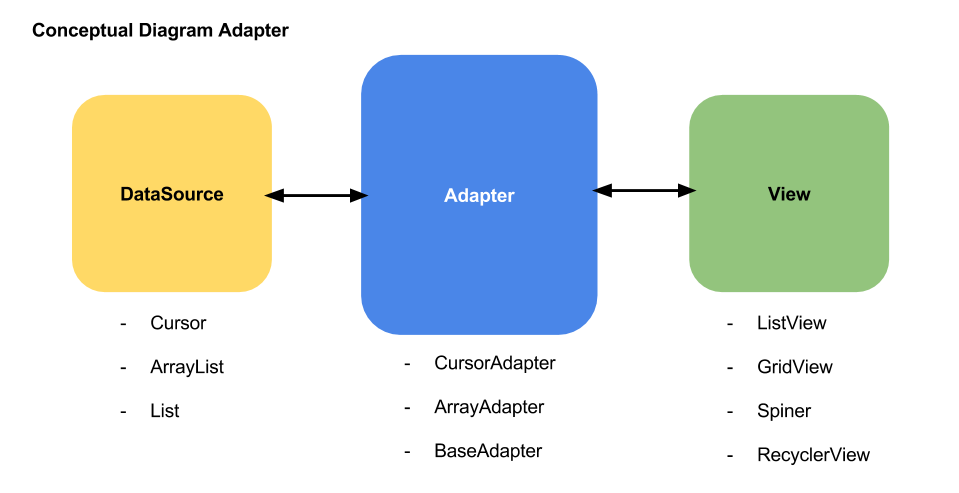 Conceptual Diagram Adapter
DataSource
Adapter
View
- Cursor
- ArrayList
- List
- CursorAdapter
- ArrayAdapter
- BaseAdapter
- ListView
- GridView
- Spiner
- RecyclerView